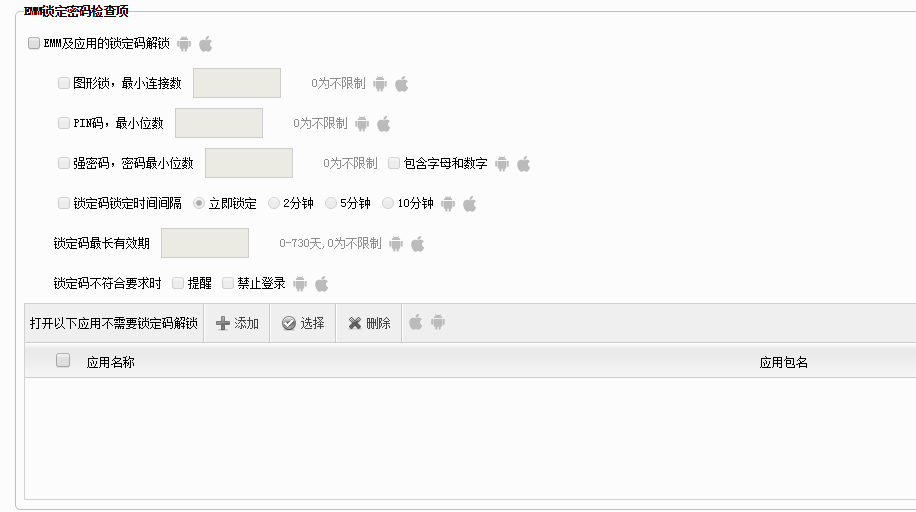 EMM锁定密码检查项
EMM及应用的锁定码解锁
图形锁，最小连接数 0为不限制
PIN码，最小位数 0为不限制
强密码，密码最小位数 0为不限制 包含字母和数字
锁定码锁定时间间隔 立即锁定 2分钟 5分钟 10分钟
锁定码最长有效期 0-730天,0为不限制
锁定码不符合要求时 提醒 禁止登录
打开以下应用不需要锁定码解锁 添加 选择 删除
应用名称 应用包名